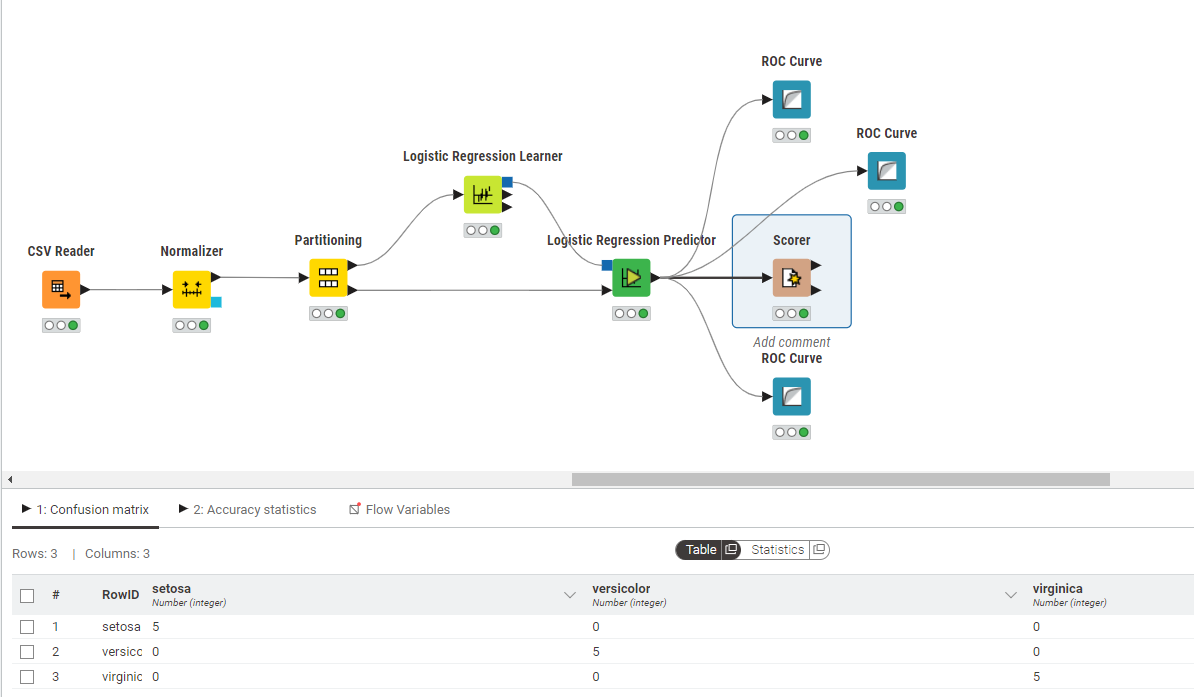 ROC Curve
ROC Curve
Logistic Regression Learner
Partitioning
Logistic Regression Predictor
Scorer
CSV Reader
Normalizer
Add comment
ROC Curve
1: Confusion matrix 2: Accuracy statistics Flow Variables
Rows: 3 | Columns: 3
Table Statistics
# RowID setosa versicolor virginica
Number (integer) Number (integer) Number (integer)
1 setosa 5 0 0
2 versicc 0 5 0
3 virginic 0 0 5